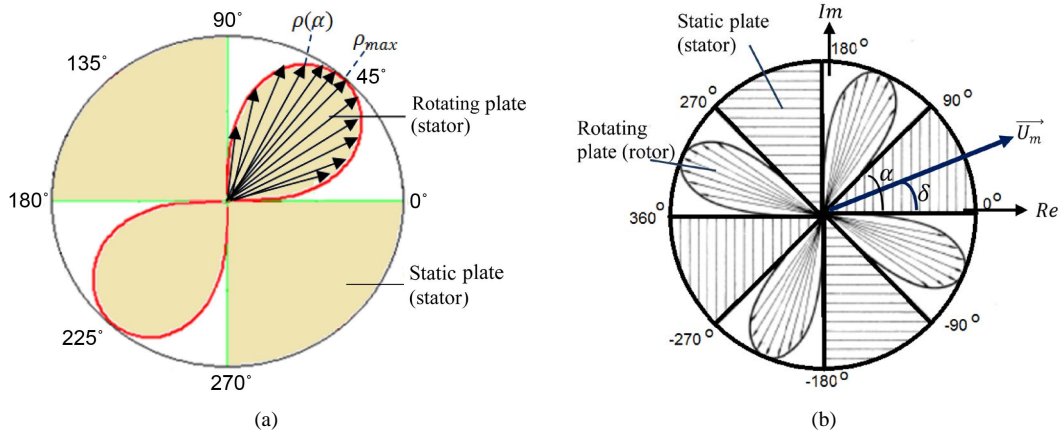 90˚
ρ(α)
ρmax
135˚
45˚
Rotating plate
(stator)
180˚
0˚
Static plate
(stator)
225˚
270˚
(a)
Static plate
(stator)
Im
180°
270°
90°
Um
Rotating
plate (rotor)
α
δ
360°
0°
Re
-270°
-90°
-180°
(b)